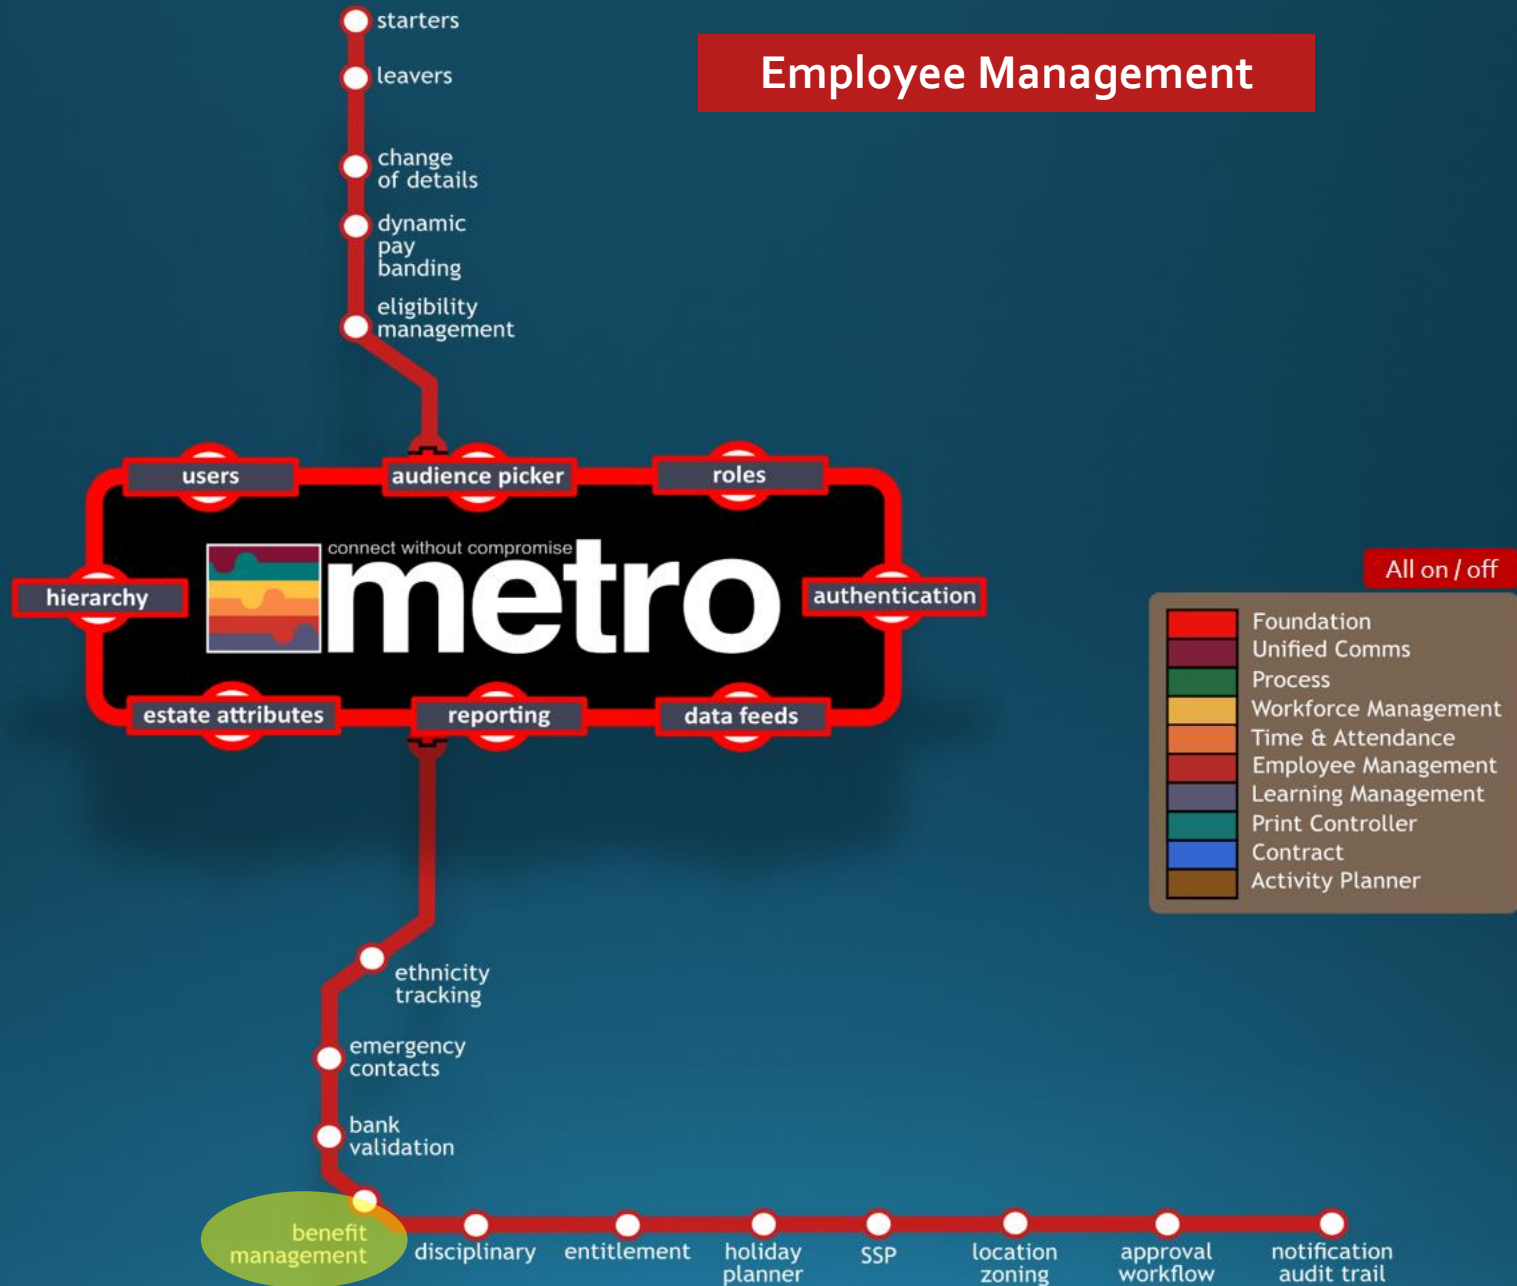 starters
Employee Management
leavers
change
of details
dynamic
pay
banding
eligibility
management
users
audience picker
roles
connect without compromise
metro
hierarchy
authentication
estate attributes
reporting
data feeds
All on / off
Foundation
Unified Comms
Process
Workforce Management
Time & Attendance
Employee Management
Learning Management
Print Controller
Contract
Activity Planner
ethnicity
tracking
emergency
contacts
bank
validation
benefit
management
disciplinary
entitlement
holiday
planner
SSP
location
zoning
approval
workflow
notification
audit trail